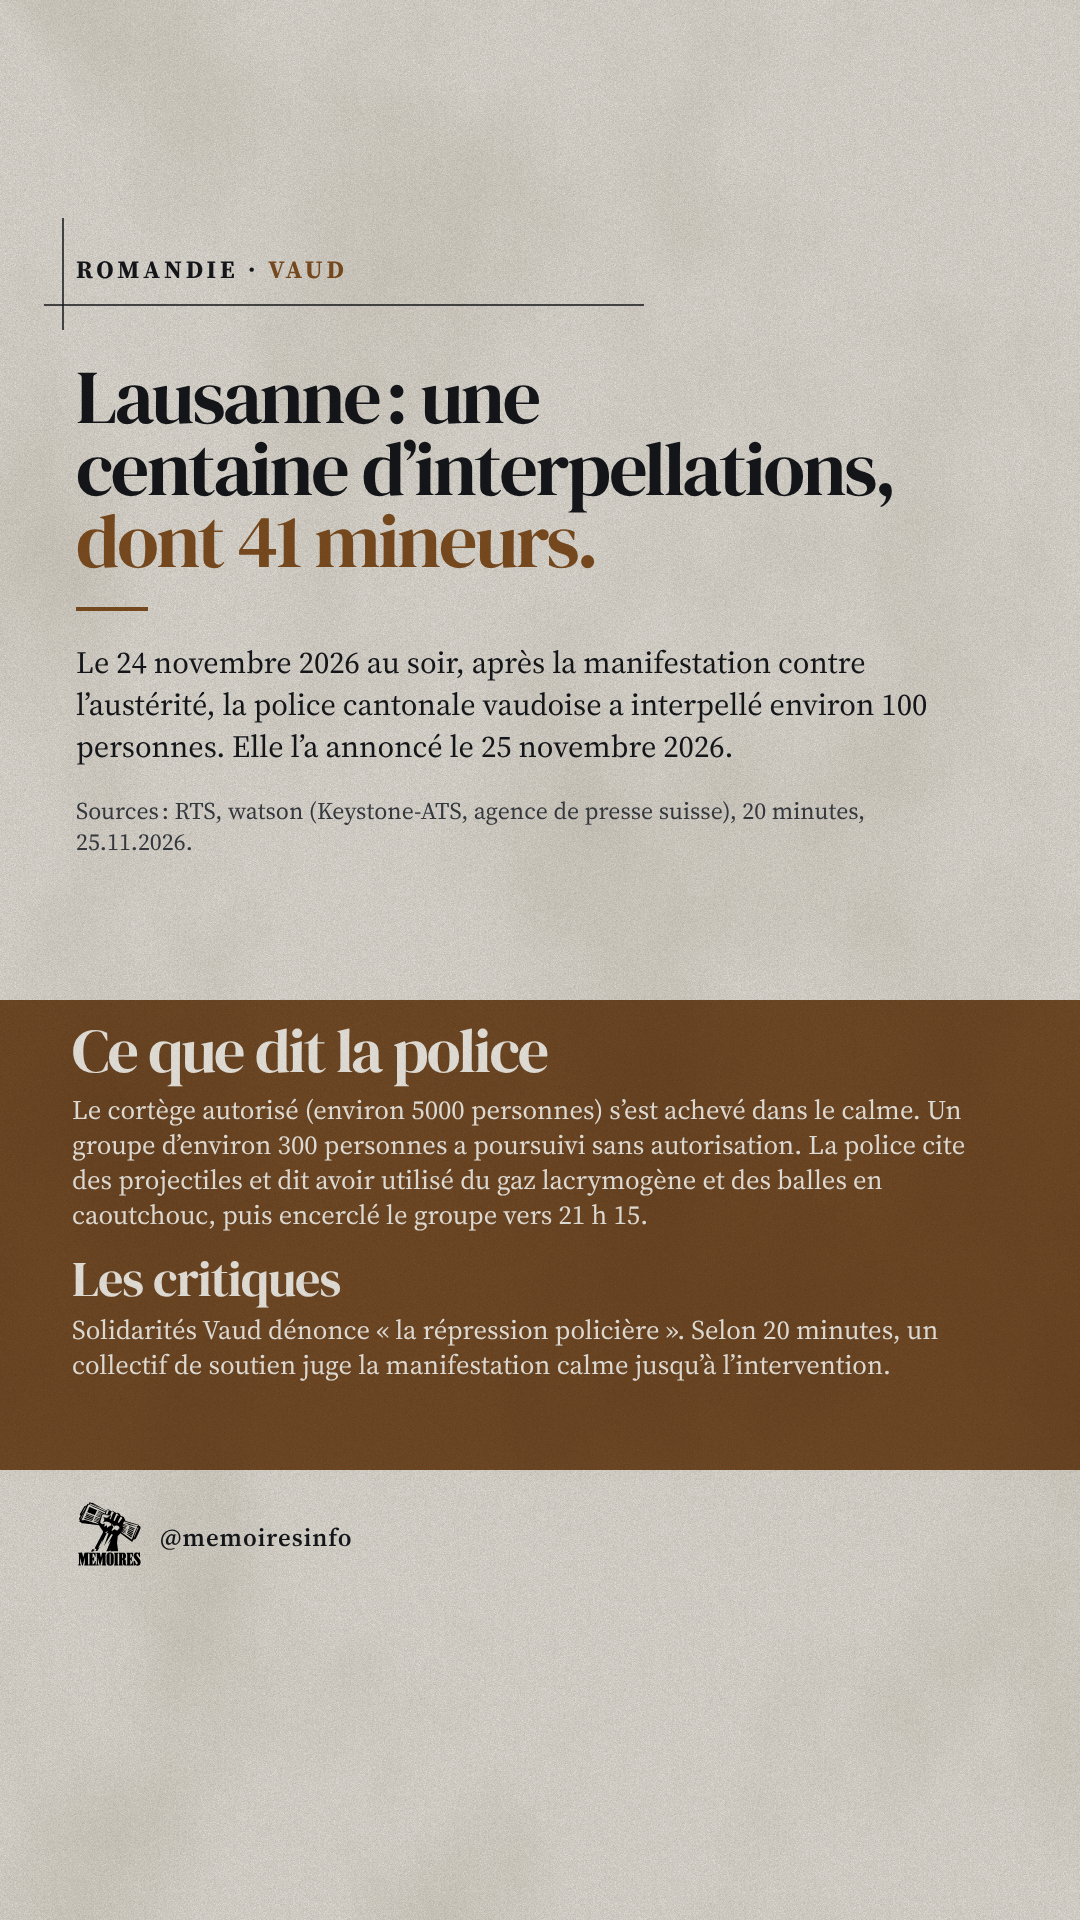 ROMANDIE · VAUD
Lausanne : une
centaine d’interpellations,
dont 41 mineurs.
Le 24 novembre 2026 au soir, après la manifestation contre
l’austérité, la police cantonale vaudoise a interpellé environ 100
personnes. Elle l’a annoncé le 25 novembre 2026.
Sources : RTS, watson (Keystone-ATS, agence de presse suisse), 20 minutes,
25.11.2026.
Ce que dit la police
Le cortège autorisé (environ 5000 personnes) s’est achevé dans le calme. Un
groupe d’environ 300 personnes a poursuivi sans autorisation. La police cite
des projectiles et dit avoir utilisé du gaz lacrymogène et des balles en
caoutchouc, puis encerclé le groupe vers 21 h 15.
Les critiques
Solidarités Vaud dénonce « la répression policière ». Selon 20 minutes, un
collectif de soutien juge la manifestation calme jusqu’à l’intervention.
MÉMOIRES
@memoiresinfo